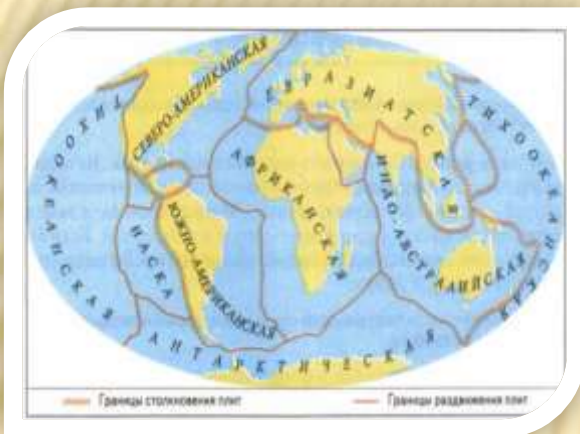 СЕВЕРО-АМЕРИКАНСКАЯ
ЕВРАЗИАТСКАЯ
ТИХООКЕАНСКАЯ
ТИХООКЕАНСКАЯ
АФРИКАНСКАЯ
ИНДО-АВСТРАЛИЙСКАЯ
НАСКА
ЮЖНО-АМЕРИКАНСКАЯ
АНТАРКТИЧЕСКАЯ
Границы столкновения плит
Границы раздвижения плит